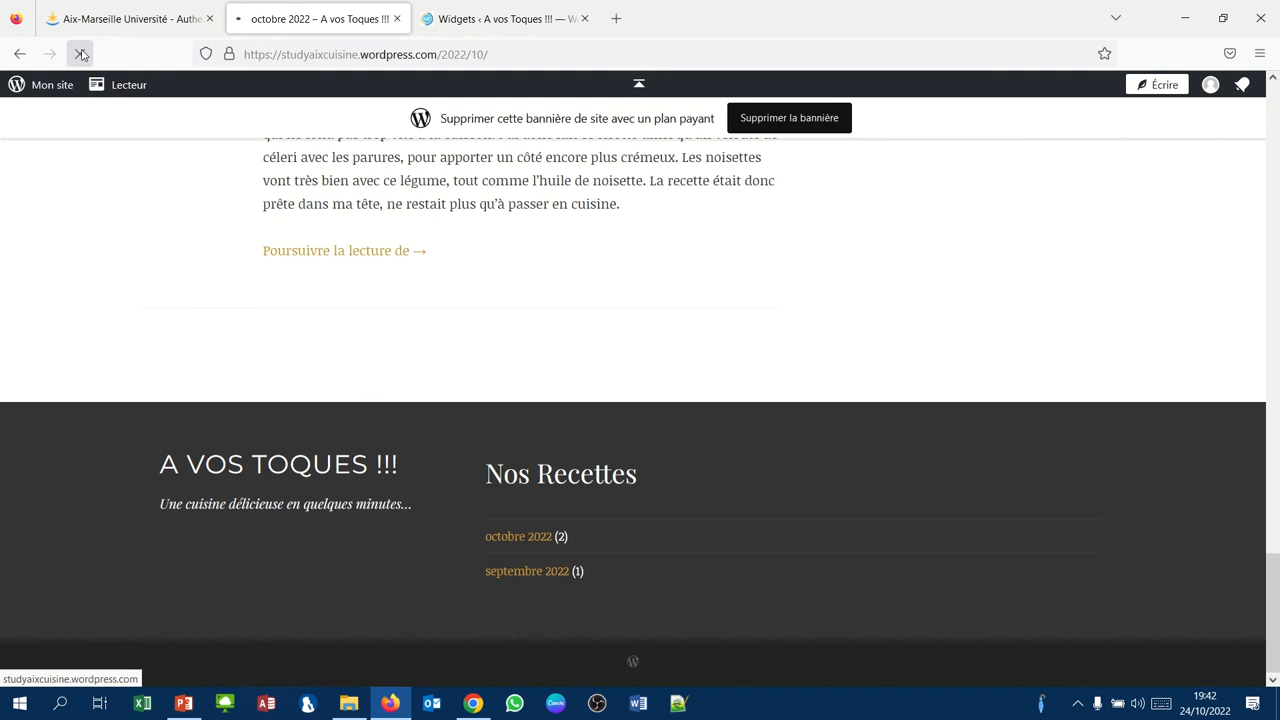 Aix-Marseille Université - Authe
octobre 2022 – A vos Toques !!!
Widgets ‹ A vos Toques !!! — W
https://studyaixcuisine.wordpress.com/2022/10/
Mon site
Lecteur
Écrire
Supprimer cette bannière de site avec un plan payant
Supprimer la bannière
céleri avec les parures, pour apporter un côté encore plus crémeux. Les noisettes
vont très bien avec ce légume, tout comme l'huile de noisette. La recette était donc
prête dans ma tête, ne restait plus qu'à passer en cuisine.
Poursuivre la lecture de →
A VOS TOQUES !!!
Une cuisine délicieuse en quelques minutes...
Nos Recettes
octobre 2022 (2)
septembre 2022 (1)
studyaixcuisine.wordpress.com
19:42
24/10/2022